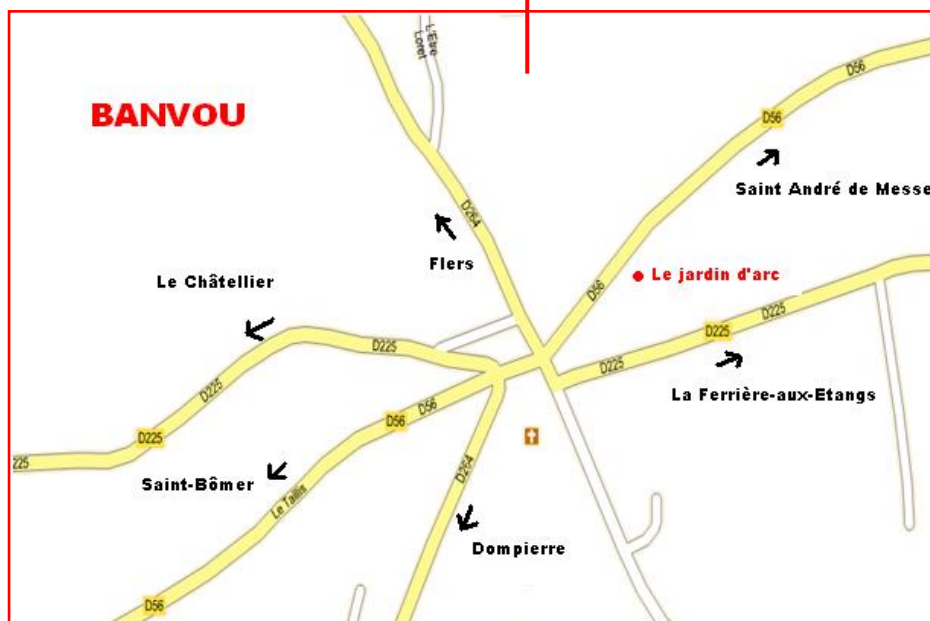 L'Etre
Loret
D56
BANVOU
D56
Saint André de Messe
D264
Flers
Le Châtellier
D56
Le jardin d'arc
D225
D225
D225
D225
D225
La Ferrière-aux-Etangs
D225
D56
D56
D225
225
D264
Saint-Bômer
Le Taillis
Dompierre
D56